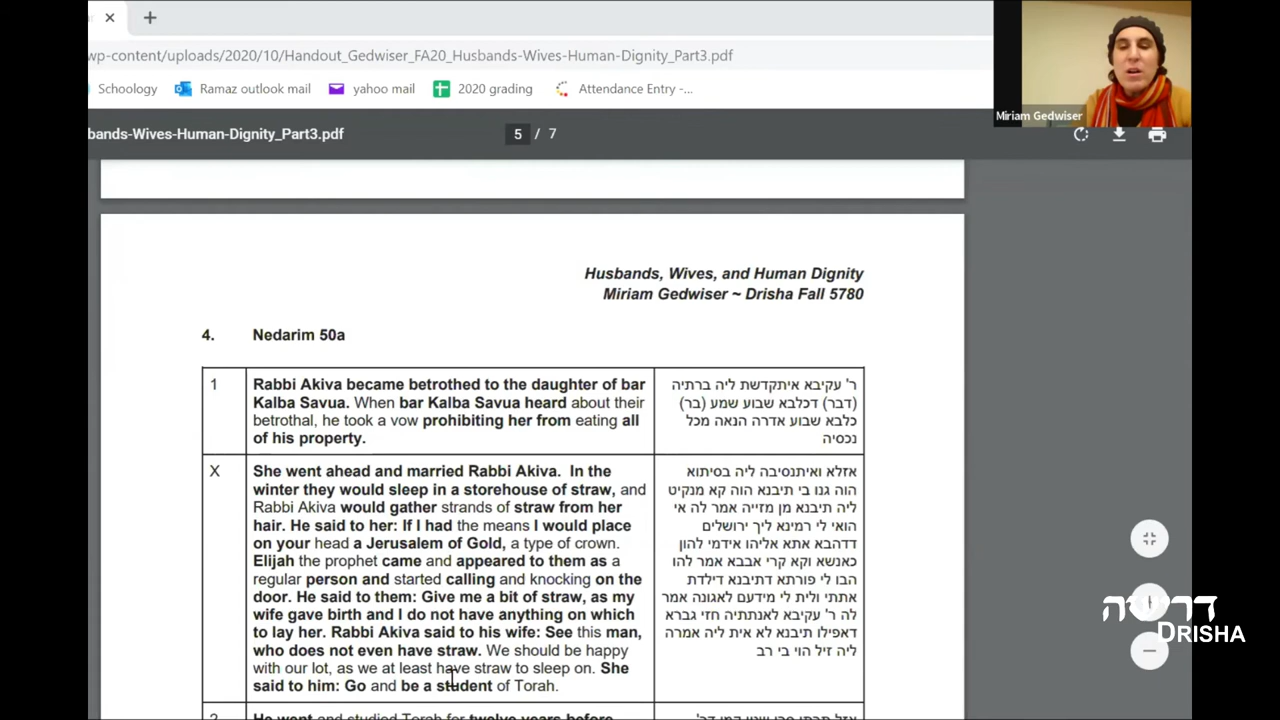 wp-content/uploads/2020/10/Handout_Gedwiser_FA20_Husbands-Wives-Human-Dignity_Part3.pdf
Schoology Ramaz outlook mail yahoo mail 2020 grading Attendance Entry -...
Miriam Gedwiser
bands-Wives-Human-Dignity_Part3.pdf 5 / 7
Husbands, Wives, and Human Dignity
Miriam Gedwiser ~ Drisha Fall 5780
4. Nedarim 50a
1
Rabbi Akiva became betrothed to the daughter of bar
Kalba Savua. When bar Kalba Savua heard about their
betrothal, he took a vow prohibiting her from eating all
of his property.
ר' עקיבא איתקדשת ליה ברתיה
(דבר) דכלבא שבוע שמע (בר)
כלבא שבוע אדרה הנאה מכל
נכסיה
X
She went ahead and married Rabbi Akiva. In the
winter they would sleep in a storehouse of straw, and
Rabbi Akiva would gather strands of straw from her
hair. He said to her: If I had the means I would place
on your head a Jerusalem of Gold, a type of crown.
Elijah the prophet came and appeared to them as a
regular person and started calling and knocking on the
door. He said to them: Give me a bit of straw, as my
wife gave birth and I do not have anything on which
to lay her. Rabbi Akiva said to his wife: See this man,
who does not even have straw. We should be happy
with our lot, as we at least have straw to sleep on. She
said to him: Go and be a student of Torah.
אזלא ואיתנסיבה ליה בסיתוא
הוה גנו בי תיבנא הוה קא מנקיט
ליה תיבנא מן מזייה אמר לה אי
הואי לי רמינא ליך ירושלים
דדהבא אתא אליהו אידמי להון
כאנשא וקא קרי אבבא אמר להו
הבו לי פורתא דתיבנא דילדת
אתתי ולית לי מידעם לאגונה אמר
לה ר' עקיבא לאנתתיה חזי גברא
דאפילו תיבנא לא אית ליה אמרה
ליה זיל הוי בי רב
2
He went and studied Torah for twelve years before
דרישה
DRISHA